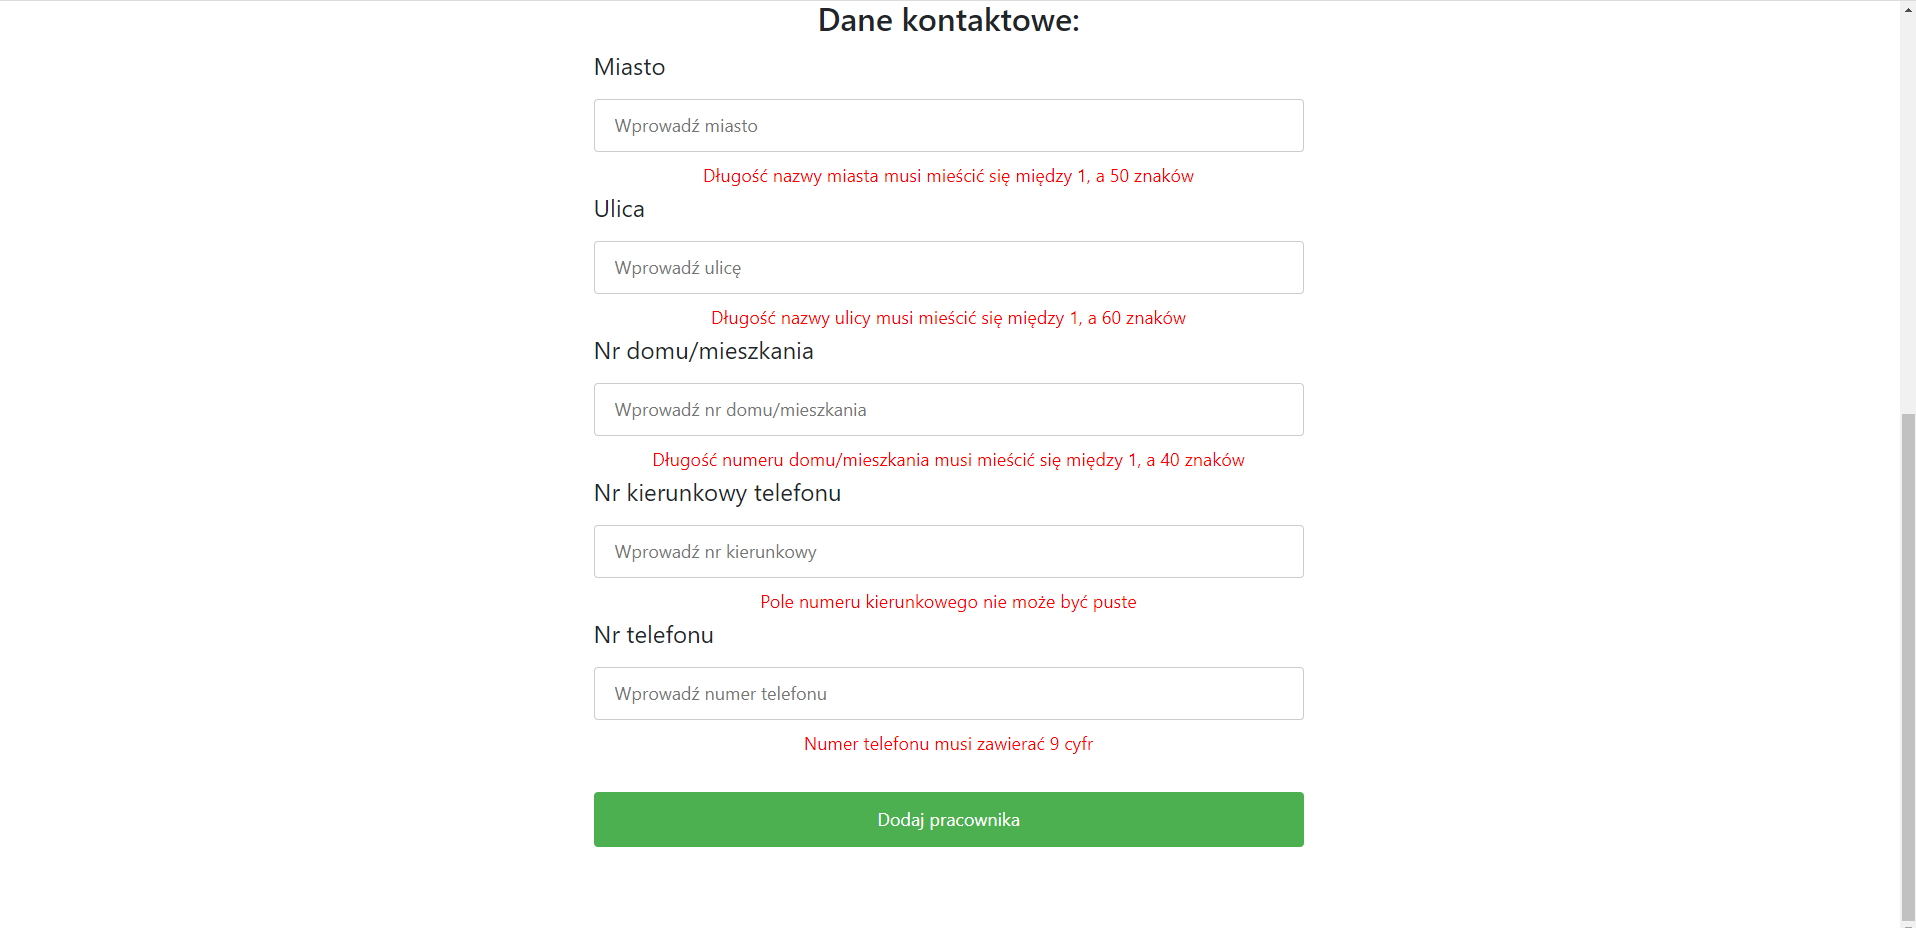 Dane kontaktowe:
Miasto
Wprowadź miasto
Długość nazwy miasta musi mieścić się między 1, a 50 znaków
Ulica
Wprowadź ulicę
Długość nazwy ulicy musi mieścić się między 1, a 60 znaków
Nr domu/mieszkania
Wprowadź nr domu/mieszkania
Długość numeru domu/mieszkania musi mieścić się między 1, a 40 znaków
Nr kierunkowy telefonu
Wprowadź nr kierunkowy
Pole numeru kierunkowego nie może być puste
Nr telefonu
Wprowadź numer telefonu
Numer telefonu musi zawierać 9 cyfr
Dodaj pracownika